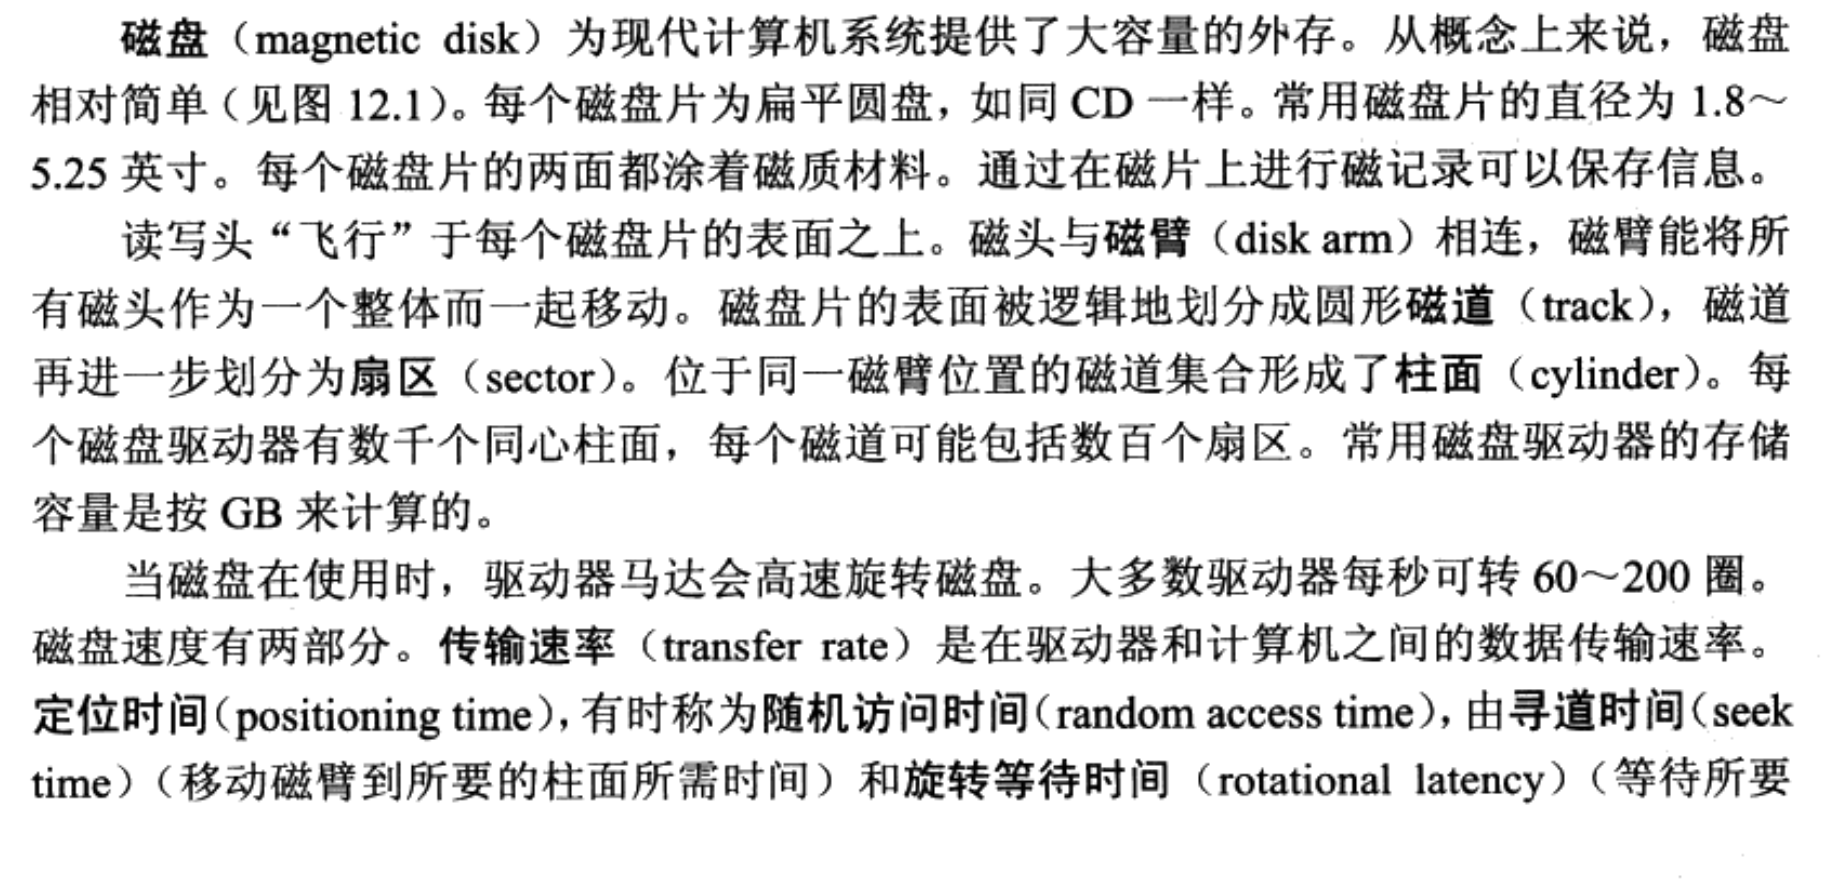 磁盘（magnetic disk）为现代计算机系统提供了大容量的外存。从概念上来说，磁盘
相对简单（见图 12.1）。每个磁盘片为扁平圆盘，如同 CD 一样。常用磁盘片的直径为 1.8～
5.25 英寸。每个磁盘片的两面都涂着磁质材料。通过在磁片上进行磁记录可以保存信息。
读写头“飞行”于每个磁盘片的表面之上。磁头与磁臂（disk arm）相连，磁臂能将所
有磁头作为一个整体而一起移动。磁盘片的表面被逻辑地划分成圆形磁道（track），磁道
再进一步划分为扇区（sector）。位于同一磁臂位置的磁道集合形成了柱面（cylinder）。每
个磁盘驱动器有数千个同心柱面，每个磁道可能包括数百个扇区。常用磁盘驱动器的存储
容量是按 GB 来计算的。
当磁盘在使用时，驱动器马达会高速旋转磁盘。大多数驱动器每秒可转 60～200 圈。
磁盘速度有两部分。传输速率（transfer rate）是在驱动器和计算机之间的数据传输速率。
定位时间（positioning time），有时称为随机访问时间（random access time），由寻道时间（seek
time）（移动磁臂到所要的柱面所需时间）和旋转等待时间（rotational latency）（等待所要